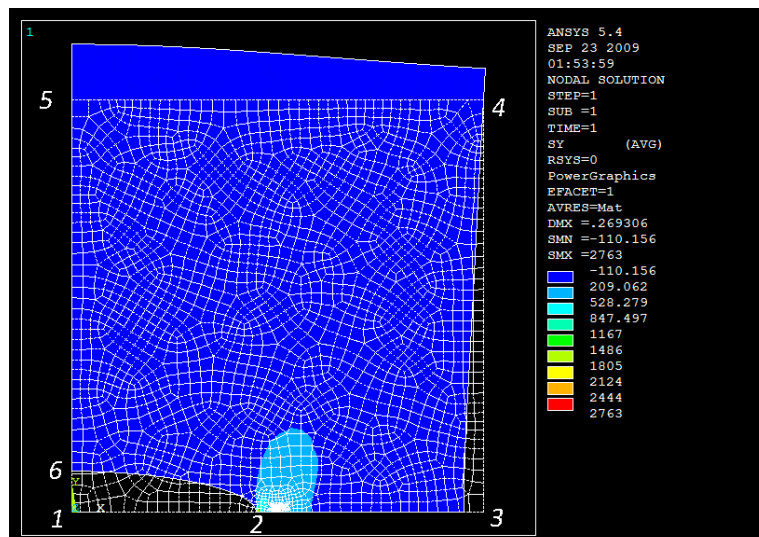 1
ANSYS 5.4
SEP 23 2009
01:53:59
NODAL SOLUTION
STEP=1
SUB =1
TIME=1
SY (AVG)
RSYS=0
PowerGraphics
EFACET=1
AVRES=Mat
DMX =.269306
SMN =-110.156
SMX =2763
-110.156
209.062
528.279
847.497
1167
1486
1805
2124
2444
2763
5
4
6
Y
X
1
2
3